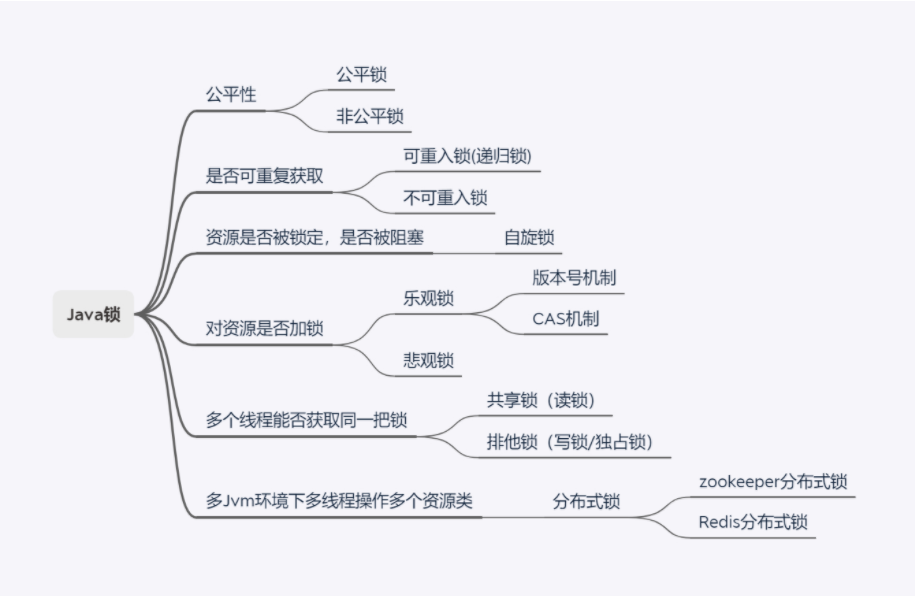 公平性
公平锁
非公平锁
是否可重复获取
可重入锁(递归锁)
不可重入锁
资源是否被锁定，是否被阻塞
自旋锁
Java锁
对资源是否加锁
乐观锁
版本号机制
CAS机制
悲观锁
多个线程能否获取同一把锁
共享锁（读锁）
排他锁（写锁/独占锁）
多Jvm环境下多线程操作多个资源类
分布式锁
zookeeper分布式锁
Redis分布式锁